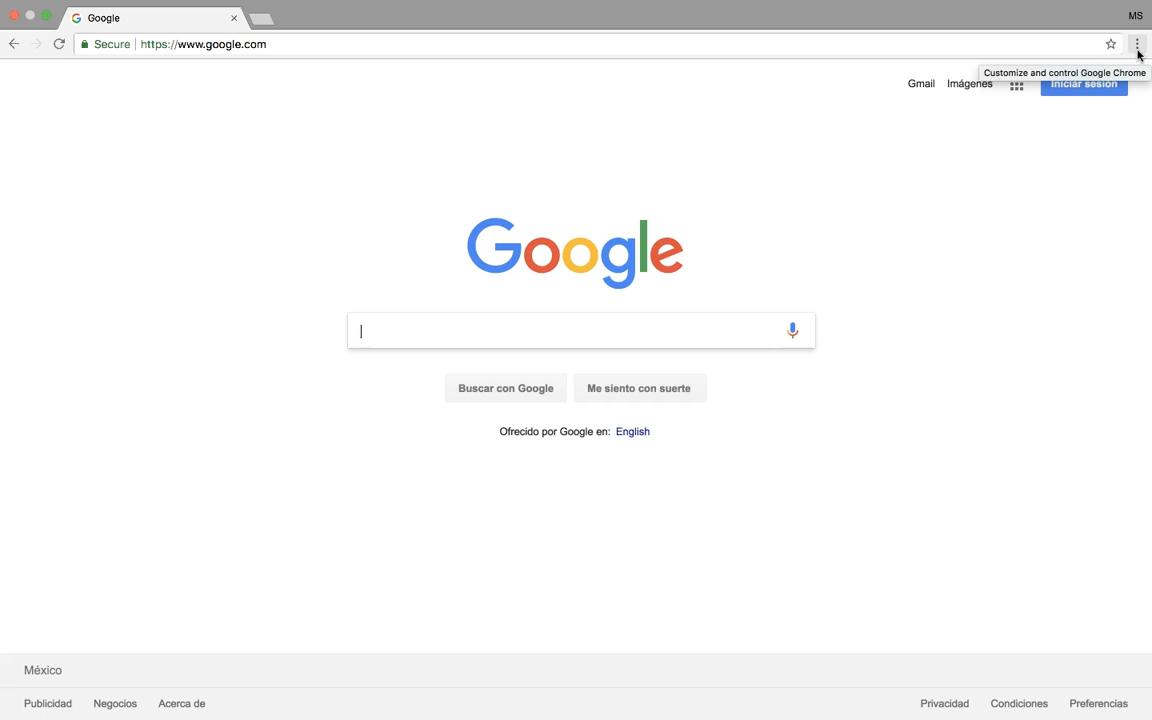 Google
MS
Secure
https://www.google.com
Customize and control Google Chrome
Gmail
Imágenes
Iniciar sesión
Google
Buscar con Google
Me siento con suerte
Ofrecido por Google en: English
México
Publicidad
Negocios
Acerca de
Privacidad
Condiciones
Preferencias